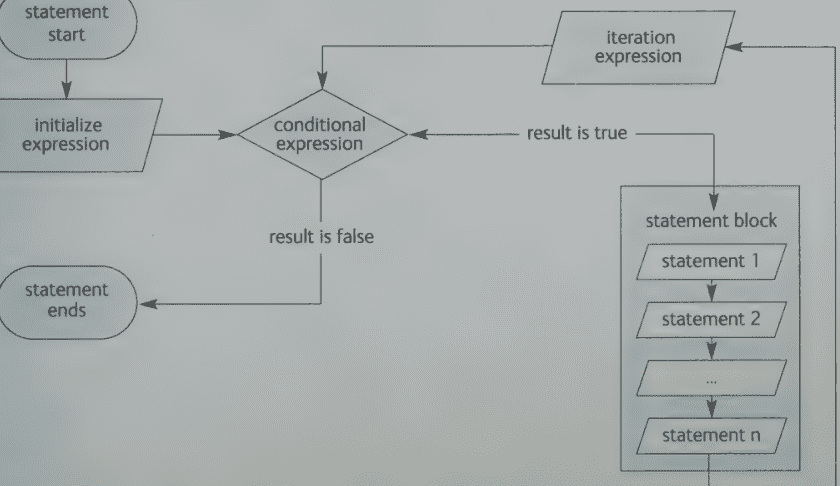 statement
start
iteration
expression
initialize
expression
conditional
expression
result is true
statement block
result is false
statement 1
statement
ends
statement 2
...
statement n